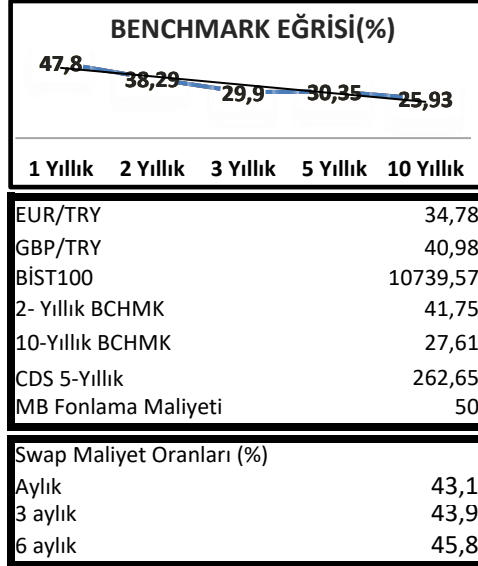 BENCHMARK EĞRİSİ(%)
47,8 38,29 29,9 30,35 25,93
1 Yıllık 2 Yıllık 3 Yıllık 5 Yıllık 10 Yıllık
EUR/TRY 34,78
GBP/TRY 40,98
BİST100 10739,57
2- Yıllık BCHMK 41,75
10-Yıllık BCHMK 27,61
CDS 5-Yıllık 262,65
MB Fonlama Maliyeti 50
Swap Maliyet Oranları (%)
Aylık 43,1
3 aylık 43,9
6 aylık 45,8